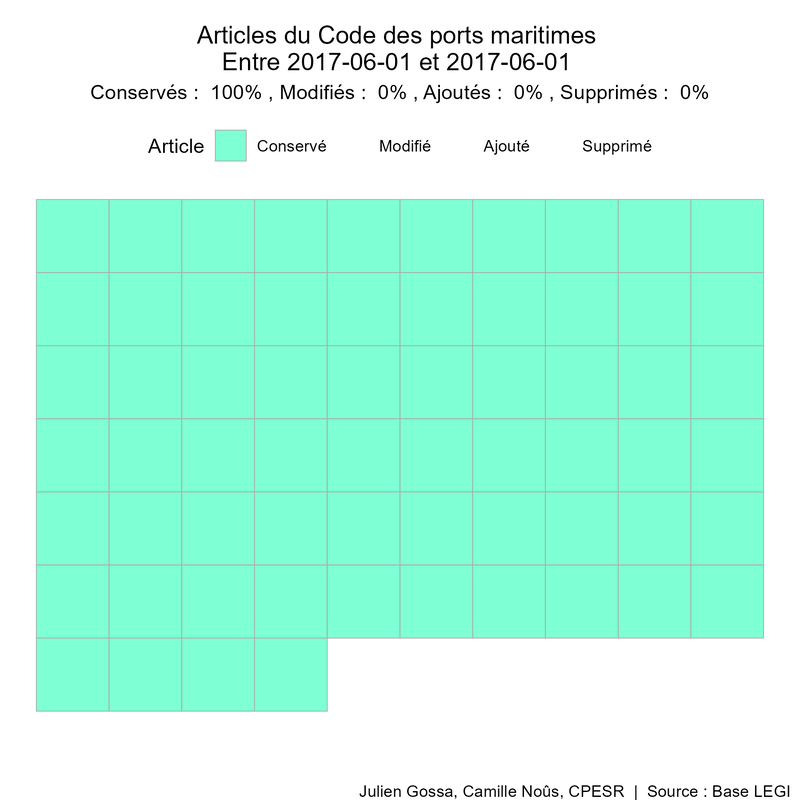 Articles du Code des ports maritimes
Entre 2017-06-01 et 2017-06-01
Conservés :  100% , Modifiés :  0% , Ajoutés :  0% , Supprimés :  0%
Article Conservé Modifié Ajouté Supprimé
Julien Gossa, Camille Noûs, CPESR  |  Source : Base LEGI